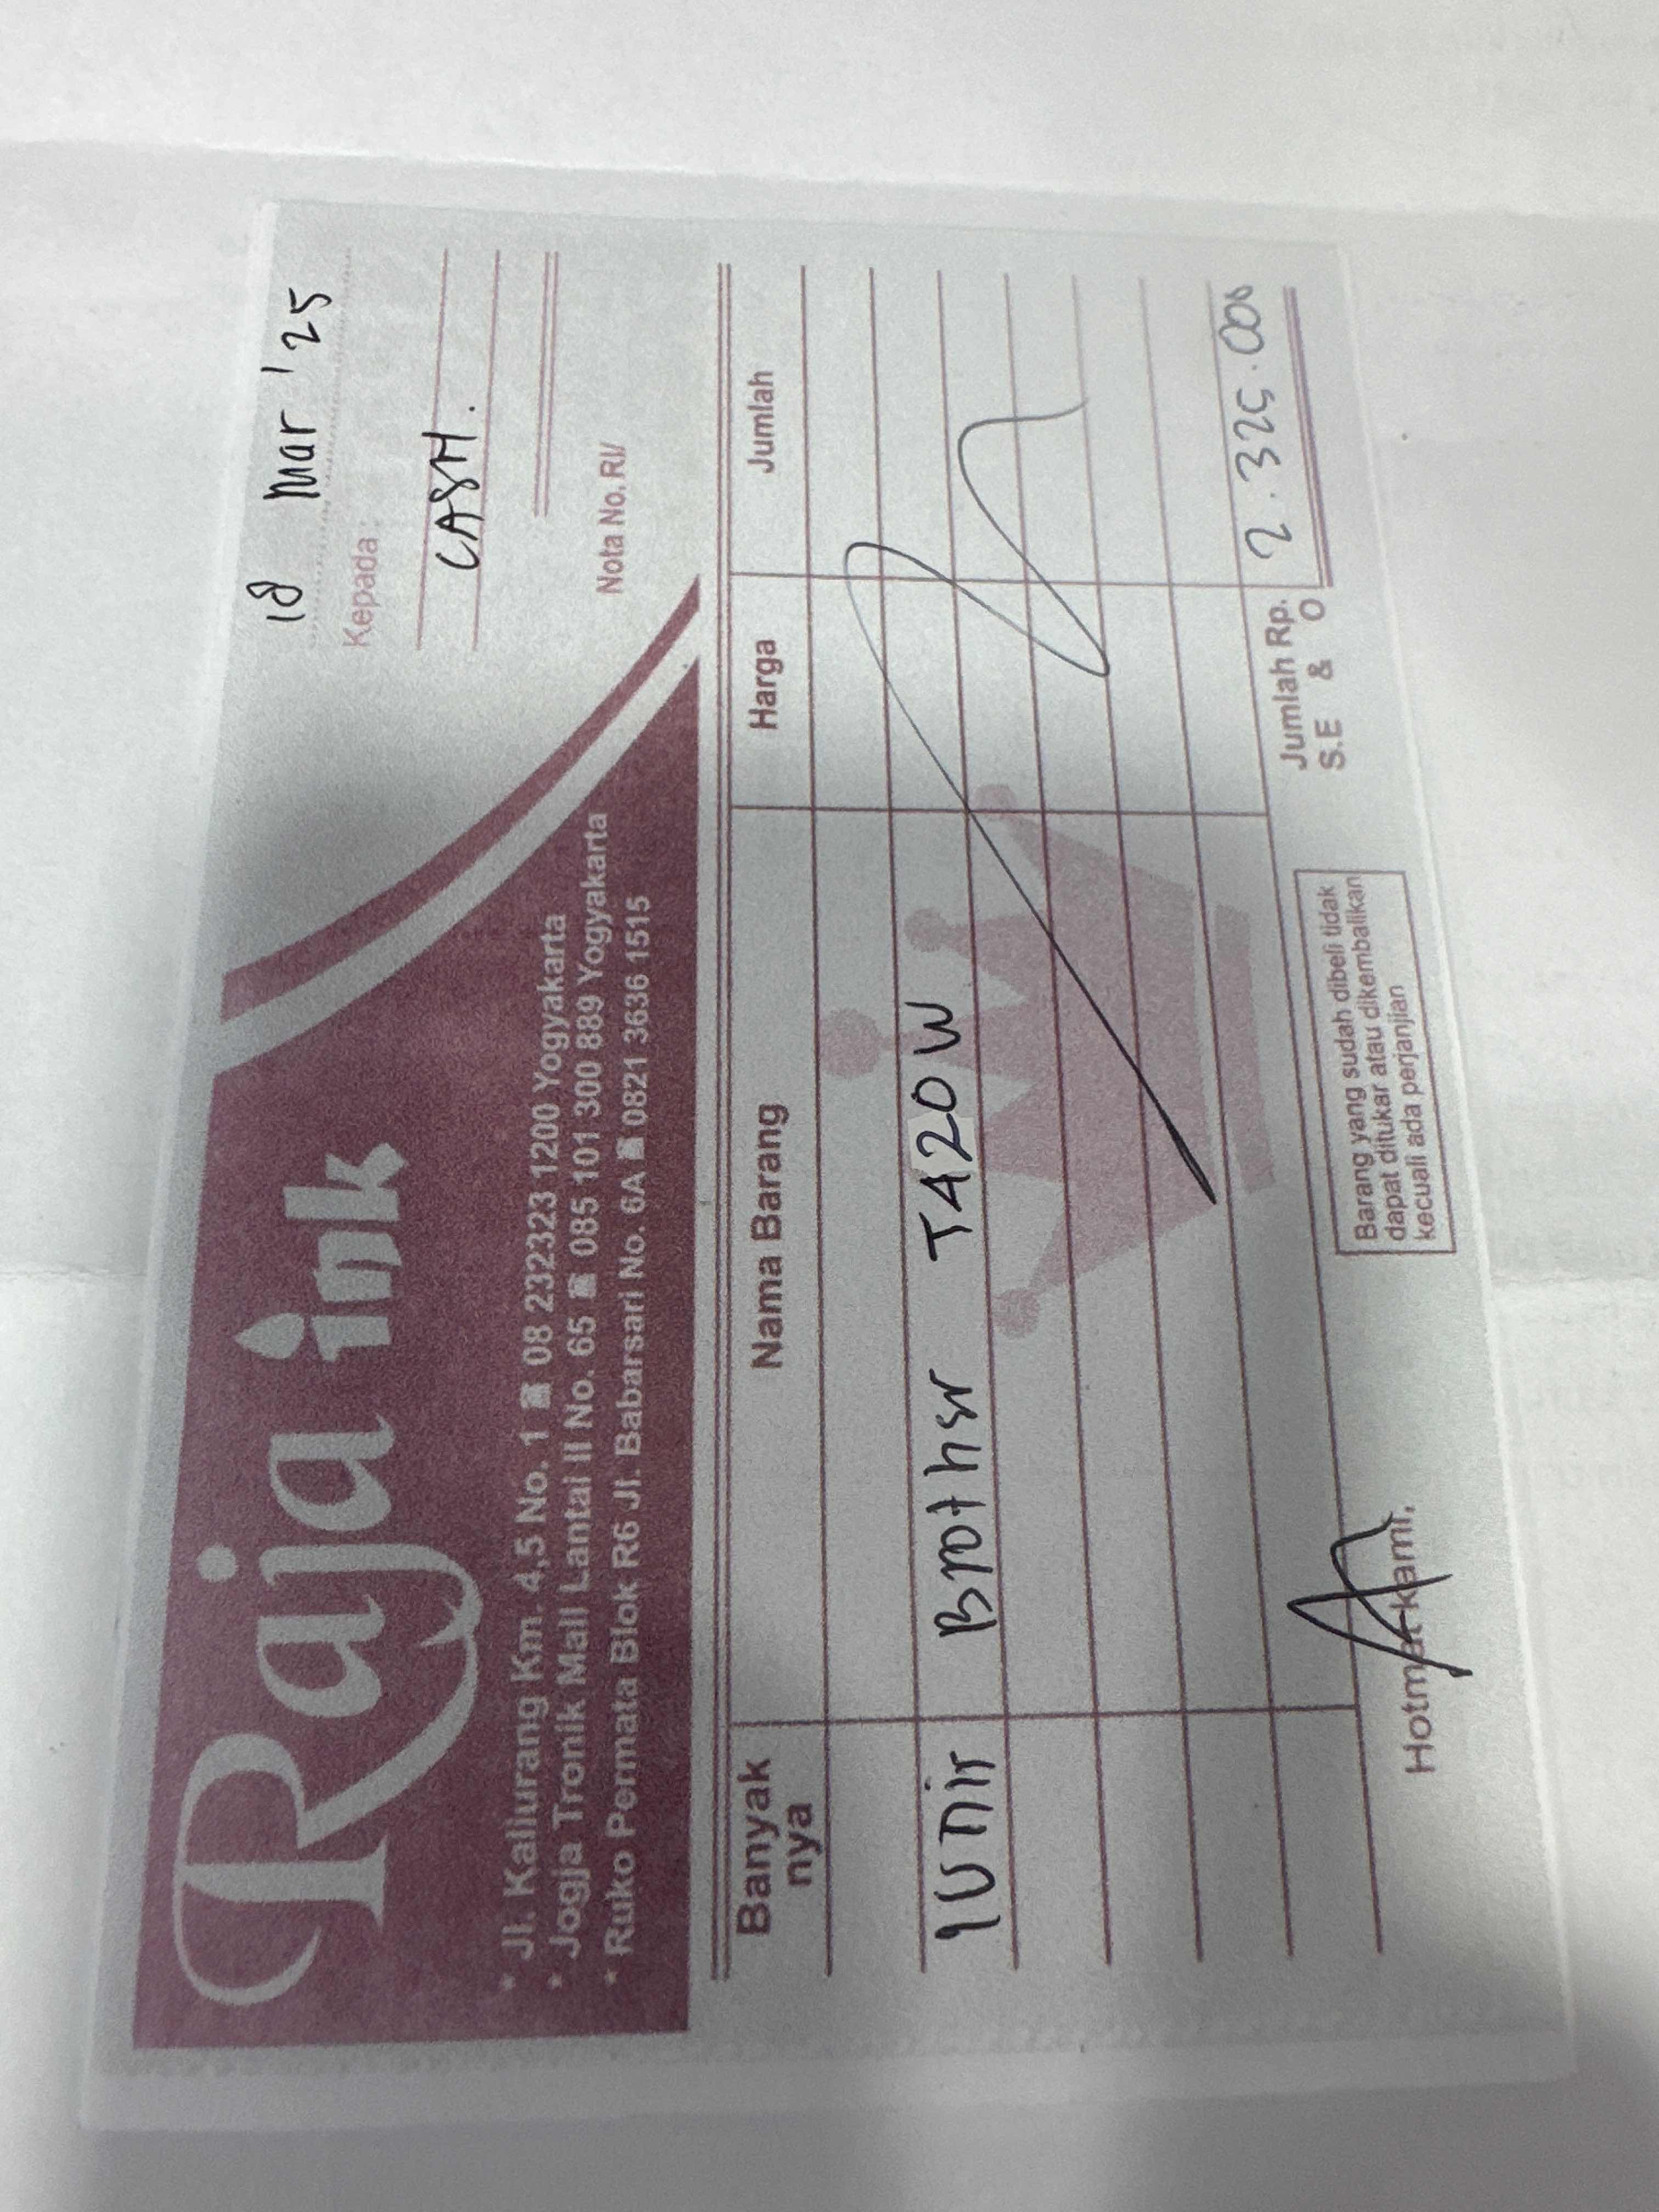 Raja ink
* Jl. Kaliurang Km. 4,5 No. 1 ☎ 08 232323 1200 Yogyakarta
* Jogja Tronik Mall Lantai II No. 65 ☎ 085 101 300 889 Yogyakarta
* Ruko Permata Blok R6 Jl. Babarsari No. 6A ☎ 0821 3636 1515
18 Mar '25
Kepada:
CASH.
Nota No. RI/
Banyak nya Nama Barang Harga Jumlah
1 Unit Brother T420W
Jumlah Rp. 2.325.000
S.E & O
Barang yang sudah dibeli tidak
dapat ditukar atau dikembalikan
kecuali ada perjanjian
Hotmat kami,